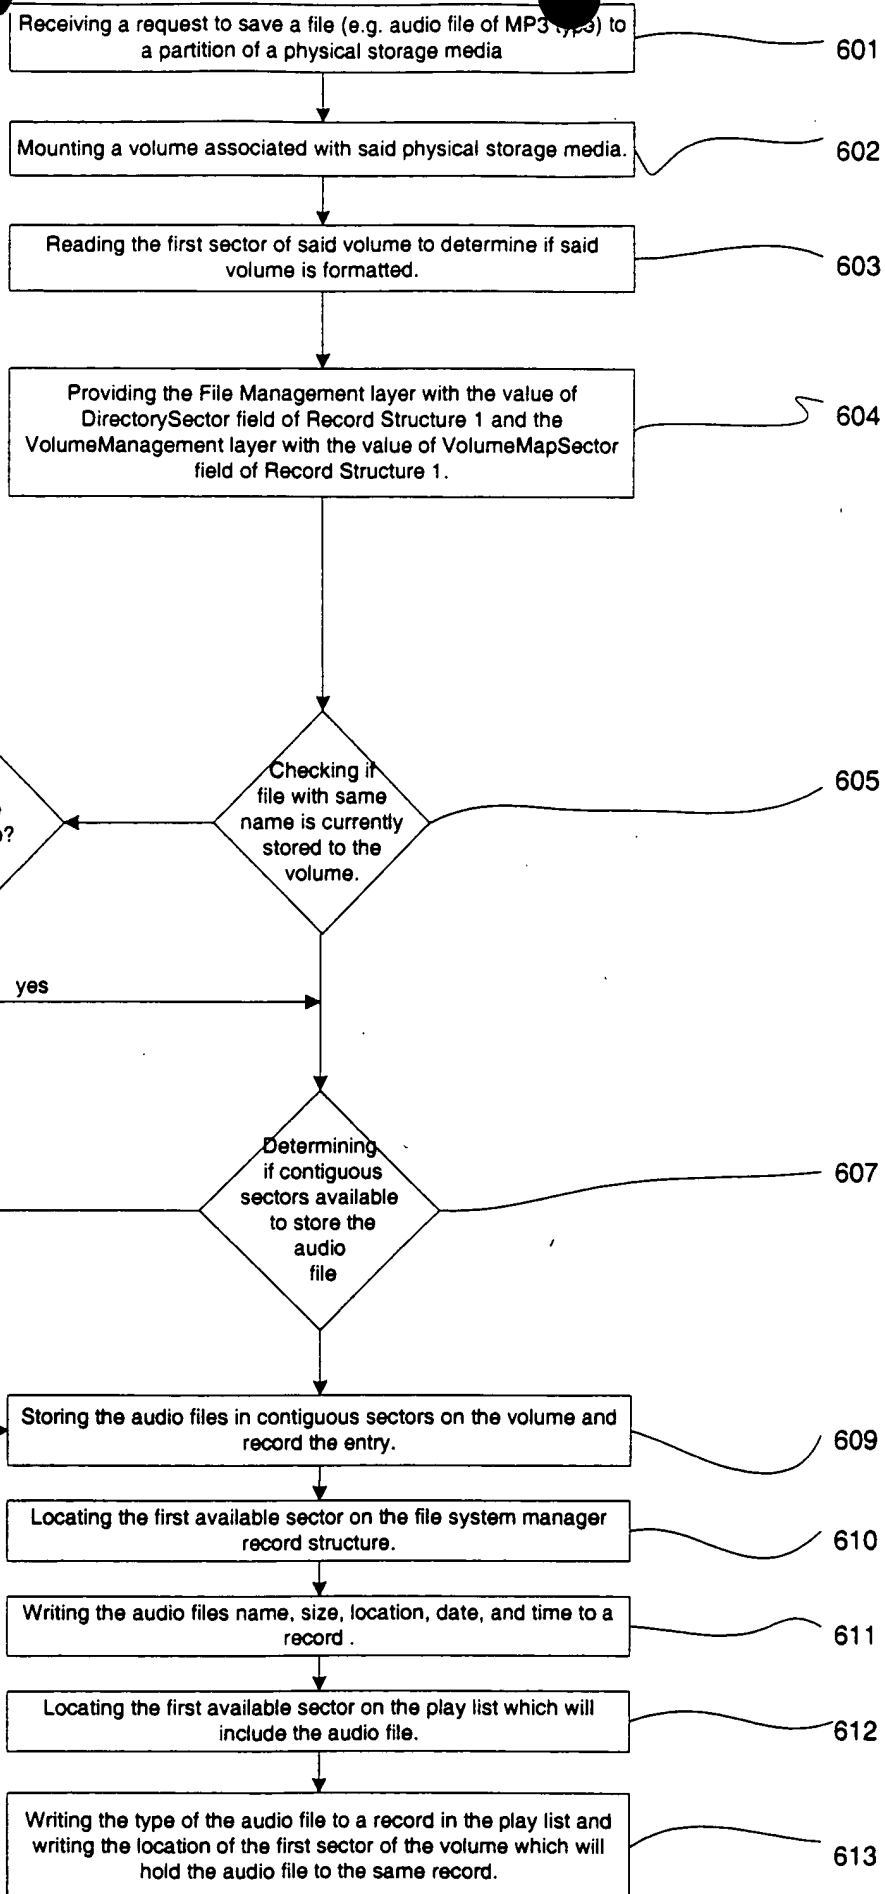 Receiving a request to save a file (e.g. audio file of MP3 type) to
a partition of a physical storage media
601
Mounting a volume associated with said physical storage media.
602
Reading the first sector of said volume to determine if said
volume is formatted.
603
Providing the File Management layer with the value of
DirectorySector field of Record Structure 1 and the
VolumeManagement layer with the value of VolumeMapSector
field of Record Structure 1.
604
Checking if
file with same
name is currently
stored to the
volume.
605
?
yes
Determining
if contiguous
sectors available
to store the
audio
file
607
Storing the audio files in contiguous sectors on the volume and
record the entry.
609
Locating the first available sector on the file system manager
record structure.
610
Writing the audio files name, size, location, date, and time to a
record .
611
Locating the first available sector on the play list which will
include the audio file.
612
Writing the type of the audio file to a record in the play list and
writing the location of the first sector of the volume which will
hold the audio file to the same record.
613